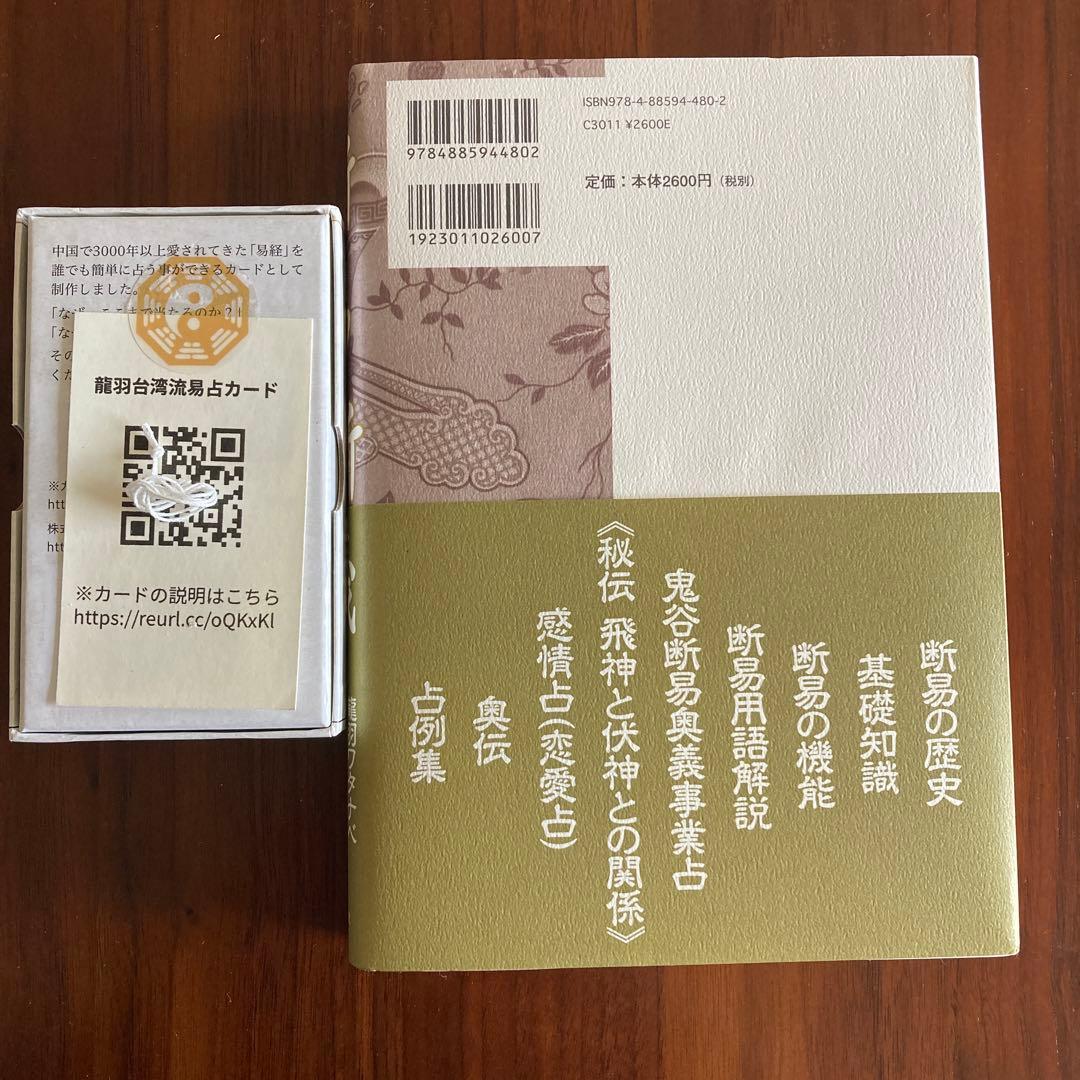 中国で3000年以上愛されてきた「易経」を
誰でも簡単に占う事ができるカードとして
制作しました。
龍羽台湾流易占カード
※カードの説明はこちら
https://reurl.cc/oQKxKl
9784885944802
1923011026007
ISBN978-4-88594-480-2
C3011 ¥2600E
定価：本体2600円（税別）
断易の歴史
基礎知識
断易の機能
断易用語解説
鬼谷断易奥義事業占
《秘伝 飛神と伏神との関係》
感情占（恋愛占）
奥伝
占例集
龍羽ワタナベ